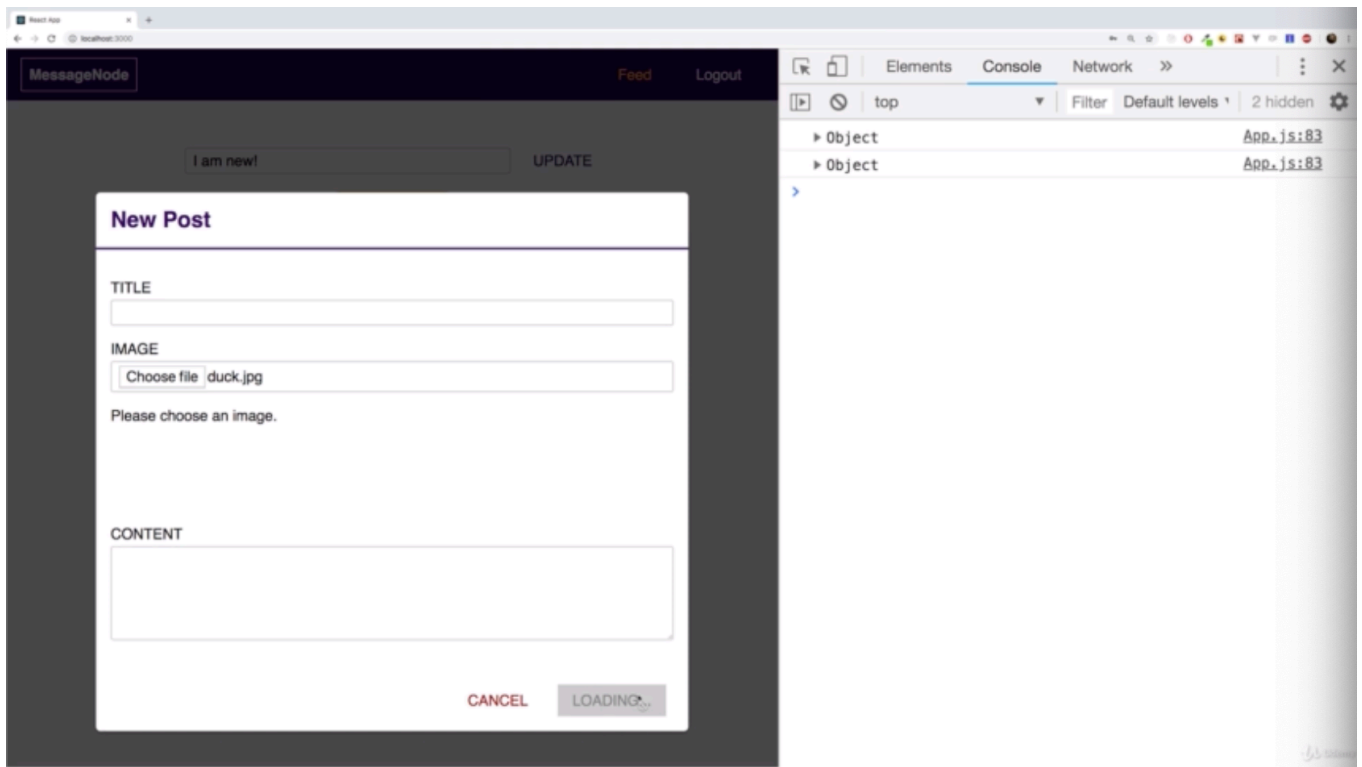 React App
localhost:3000
MessageNode Feed Logout
Elements Console Network »
top Filter Default levels 2 hidden
I am new! UPDATE
Object App.js:83
Object App.js:83
New Post
TITLE
IMAGE
Choose file duck.jpg
Please choose an image.
CONTENT
CANCEL LOADING...
Udemy